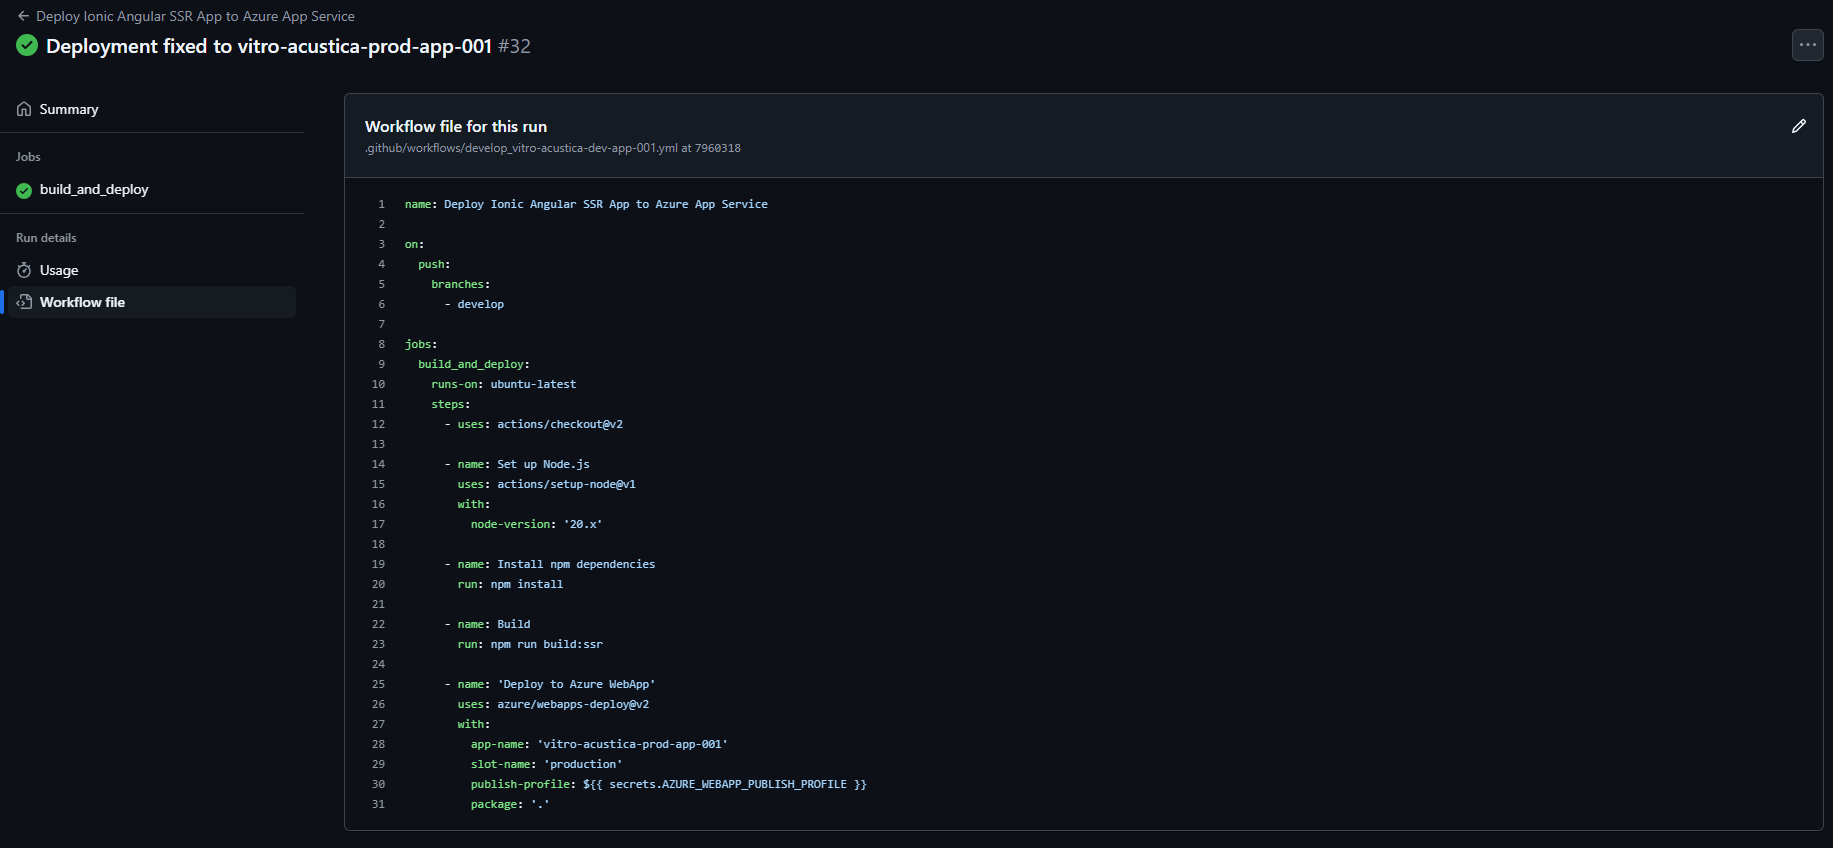 Deploy Ionic Angular SSR App to Azure App Service
Deployment fixed to vitro-acustica-prod-app-001 #32
Summary
Jobs
build_and_deploy
Run details
Usage
Workflow file
Workflow file for this run
.github/workflows/develop_vitro-acustica-dev-app-001.yml at 7960318
1 name: Deploy Ionic Angular SSR App to Azure App Service
2
3 on:
4   push:
5     branches:
6       - develop
7
8 jobs:
9   build_and_deploy:
10     runs-on: ubuntu-latest
11     steps:
12       - uses: actions/checkout@v2
13
14       - name: Set up Node.js
15         uses: actions/setup-node@v1
16         with:
17           node-version: '20.x'
18
19       - name: Install npm dependencies
20         run: npm install
21
22       - name: Build
23         run: npm run build:ssr
24
25       - name: 'Deploy to Azure WebApp'
26         uses: azure/webapps-deploy@v2
27         with:
28           app-name: 'vitro-acustica-prod-app-001'
29           slot-name: 'production'
30           publish-profile: ${{ secrets.AZURE_WEBAPP_PUBLISH_PROFILE }}
31           package: '.'